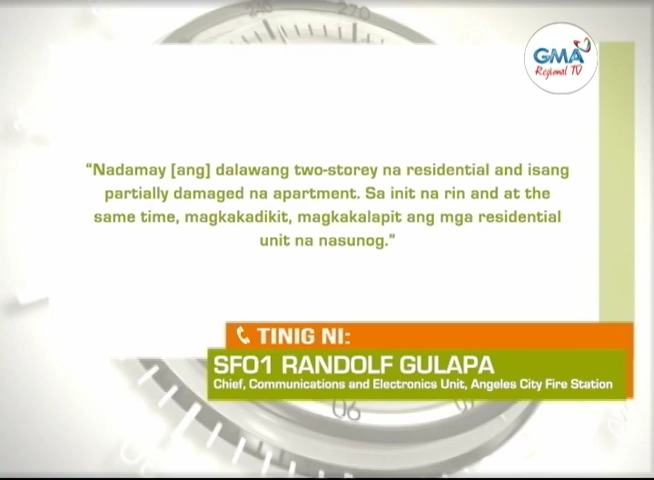 240
270
GMA
Regional TV
“Nadamay [ang] dalawang two-storey na residential and isang
partially damaged na apartment. Sa init na rin and at the
same time, magkakadikit, magkakalapit ang mga residential
unit na nasunog.”
TINIG NI:
SFO1 RANDOLF GULAPA
Chief, Communications and Electronics Unit, Angeles City Fire Station